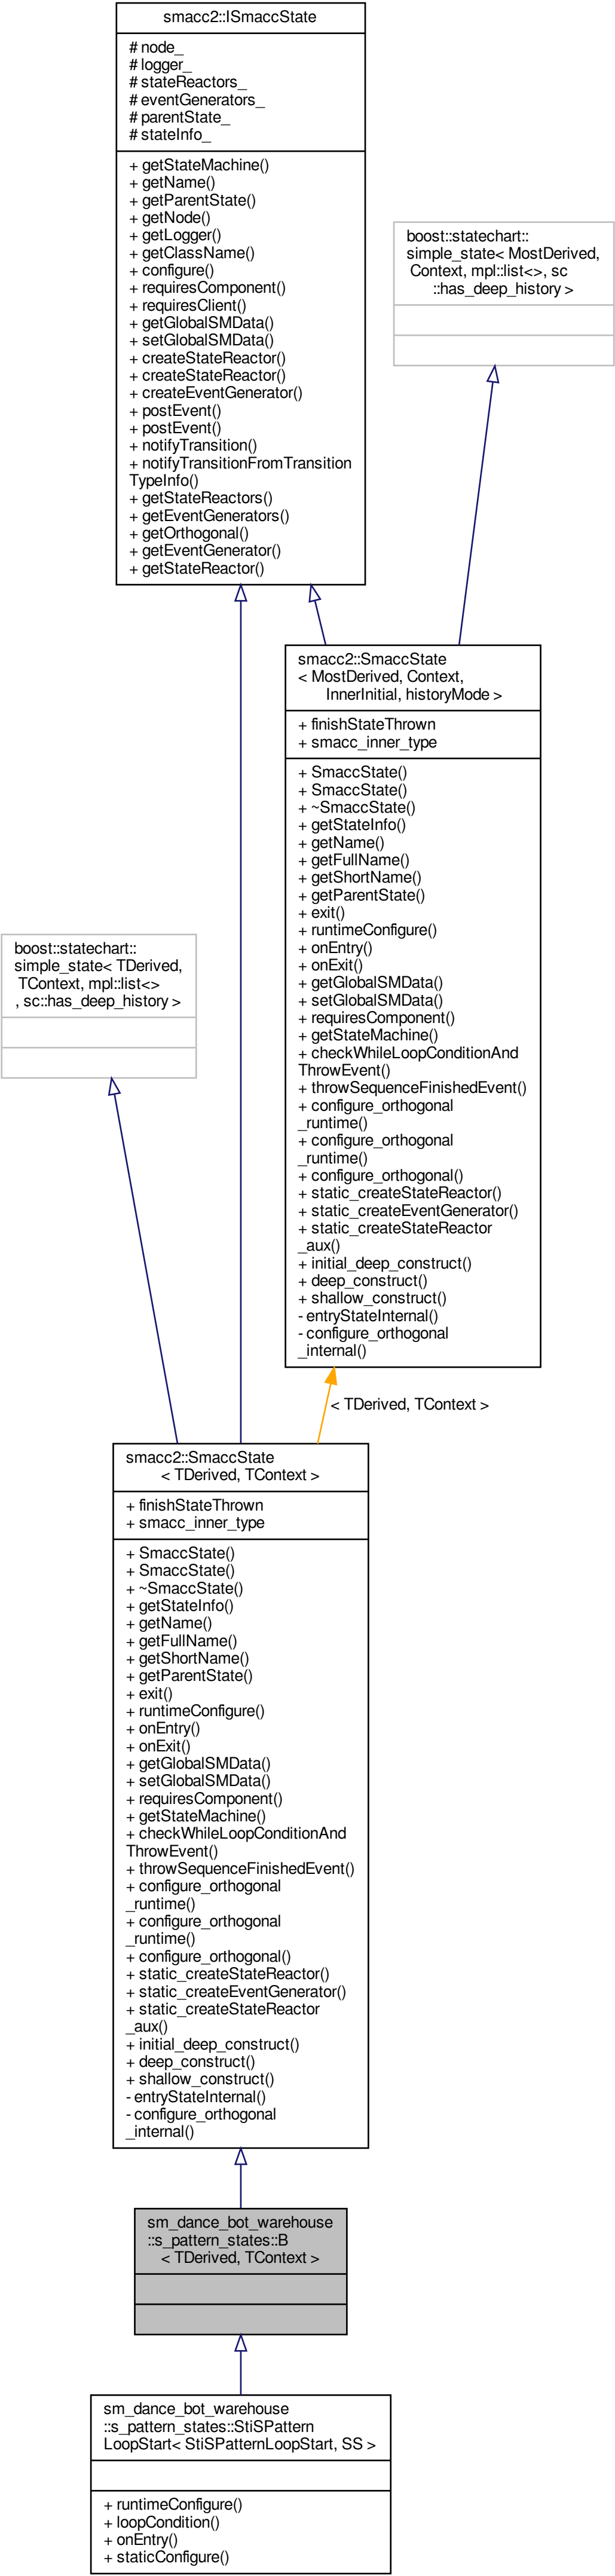 smacc2::ISmaccState
# node_
# logger_
# stateReactors_
# eventGenerators_
# parentState_
# stateInfo_
+ getStateMachine()
+ getName()
+ getParentState()
+ getNode()
+ getLogger()
+ getClassName()
+ configure()
+ requiresComponent()
+ requiresClient()
+ getGlobalSMData()
+ setGlobalSMData()
+ createStateReactor()
+ createStateReactor()
+ createEventGenerator()
+ postEvent()
+ postEvent()
+ notifyTransition()
+ notifyTransitionFromTransition
TypeInfo()
+ getStateReactors()
+ getEventGenerators()
+ getOrthogonal()
+ getEventGenerator()
+ getStateReactor()
boost::statechart::
simple_state< MostDerived,
Context, mpl::list<>, sc
::has_deep_history >
smacc2::SmaccState
< MostDerived, Context,
InnerInitial, historyMode >
+ finishStateThrown
+ smacc_inner_type
+ SmaccState()
+ SmaccState()
+ ~SmaccState()
+ getStateInfo()
+ getName()
+ getFullName()
+ getShortName()
+ getParentState()
+ exit()
+ runtimeConfigure()
+ onEntry()
+ onExit()
+ getGlobalSMData()
+ setGlobalSMData()
+ requiresComponent()
+ getStateMachine()
+ checkWhileLoopConditionAnd
ThrowEvent()
+ throwSequenceFinishedEvent()
+ configure_orthogonal
_runtime()
+ configure_orthogonal
_runtime()
+ configure_orthogonal()
+ static_createStateReactor()
+ static_createEventGenerator()
+ static_createStateReactor
_aux()
+ initial_deep_construct()
+ deep_construct()
+ shallow_construct()
- entryStateInternal()
- configure_orthogonal
_internal()
boost::statechart::
simple_state< TDerived,
TContext, mpl::list<>
, sc::has_deep_history >
< TDerived, TContext >
smacc2::SmaccState
< TDerived, TContext >
+ finishStateThrown
+ smacc_inner_type
+ SmaccState()
+ SmaccState()
+ ~SmaccState()
+ getStateInfo()
+ getName()
+ getFullName()
+ getShortName()
+ getParentState()
+ exit()
+ runtimeConfigure()
+ onEntry()
+ onExit()
+ getGlobalSMData()
+ setGlobalSMData()
+ requiresComponent()
+ getStateMachine()
+ checkWhileLoopConditionAnd
ThrowEvent()
+ throwSequenceFinishedEvent()
+ configure_orthogonal
_runtime()
+ configure_orthogonal
_runtime()
+ configure_orthogonal()
+ static_createStateReactor()
+ static_createEventGenerator()
+ static_createStateReactor
_aux()
+ initial_deep_construct()
+ deep_construct()
+ shallow_construct()
- entryStateInternal()
- configure_orthogonal
_internal()
sm_dance_bot_warehouse
::s_pattern_states::B
< TDerived, TContext >
sm_dance_bot_warehouse
::s_pattern_states::StiSPattern
LoopStart< StiSPatternLoopStart, SS >
+ runtimeConfigure()
+ loopCondition()
+ onEntry()
+ staticConfigure()